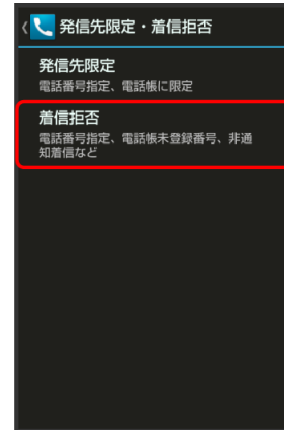 発信先限定・着信拒否
発信先限定
電話番号指定、電話帳に限定
着信拒否
電話番号指定、電話帳未登録番号、非通
知着信など